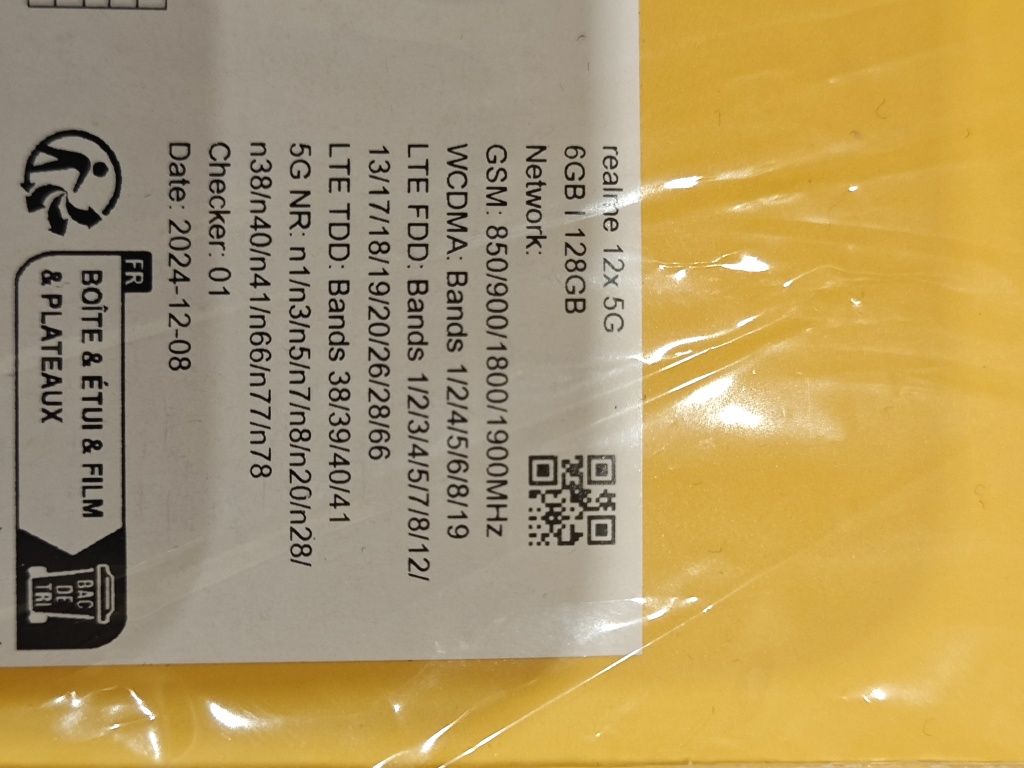 realme 12x 5G
6GB | 128GB
Network:
GSM: 850/900/1800/1900MHz
WCDMA: Bands 1/2/4/5/6/8/19
LTE FDD: Bands 1/2/3/4/5/7/8/12/
13/17/18/19/20/26/28/66
LTE TDD: Bands 38/39/40/41
5G NR: n1/n3/n5/n7/n8/n20/n28/
n38/n40/n41/n66/n77/n78
Checker: 01
Date: 2024-12-08
FR
BOÎTE & ÉTUI & FILM
& PLATEAUX
BAC
DE
TRI